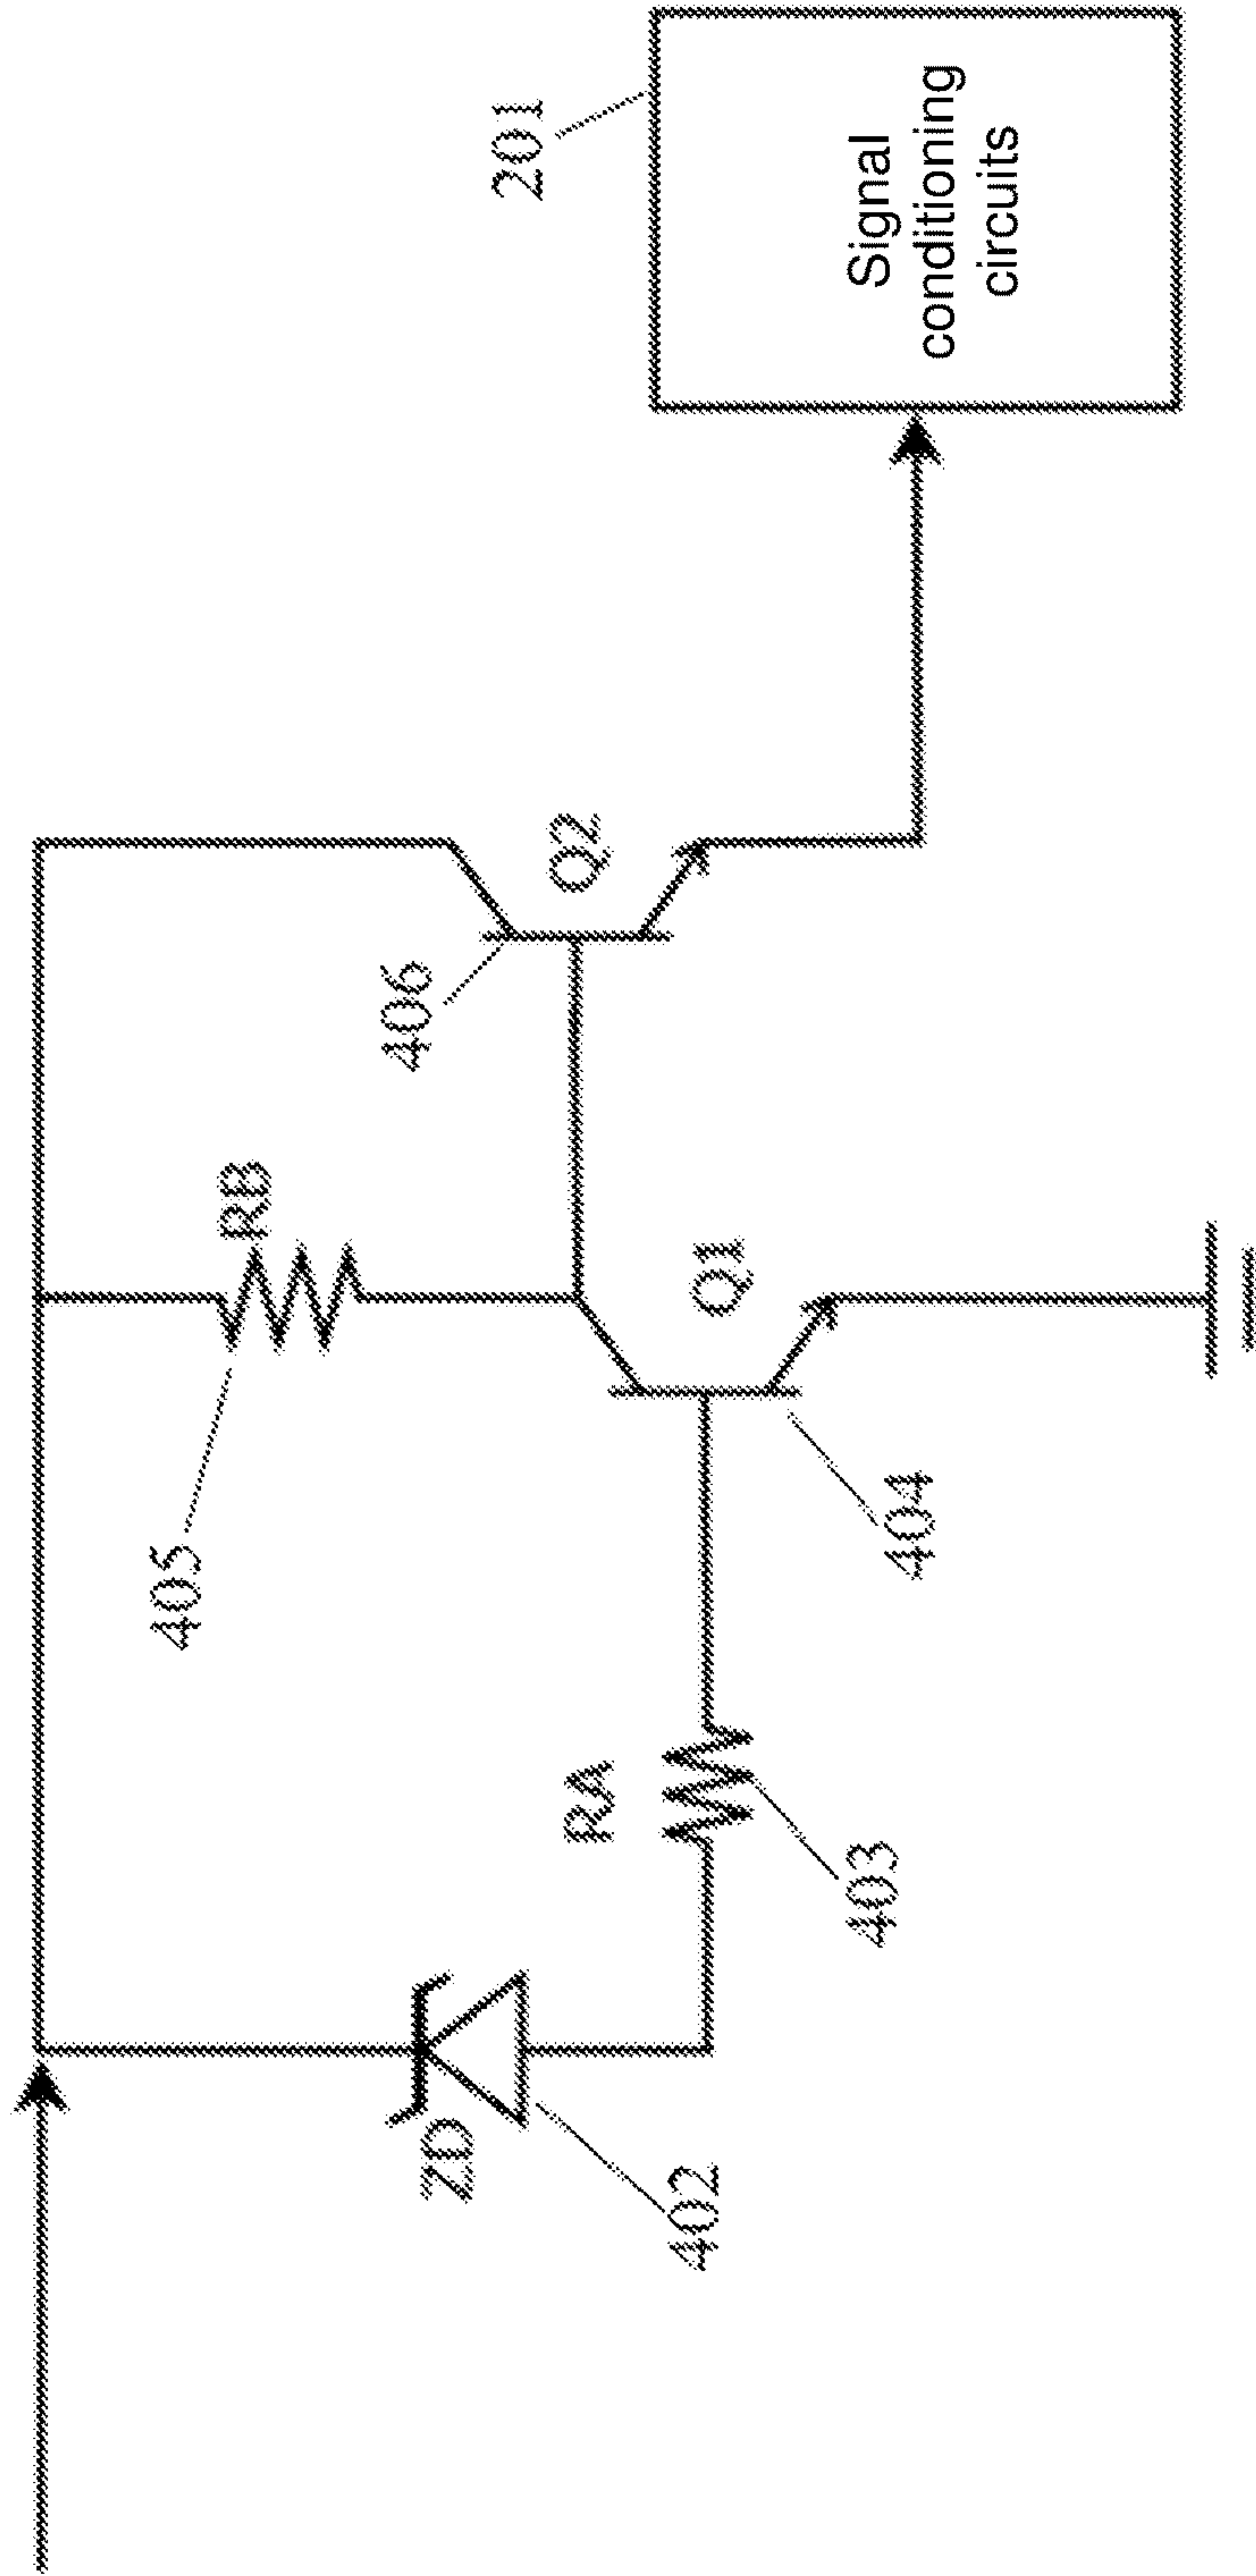 405
RB
406
Q2
201
ZD
402
RA
403
Q1
404
Signal
conditioning
circuits